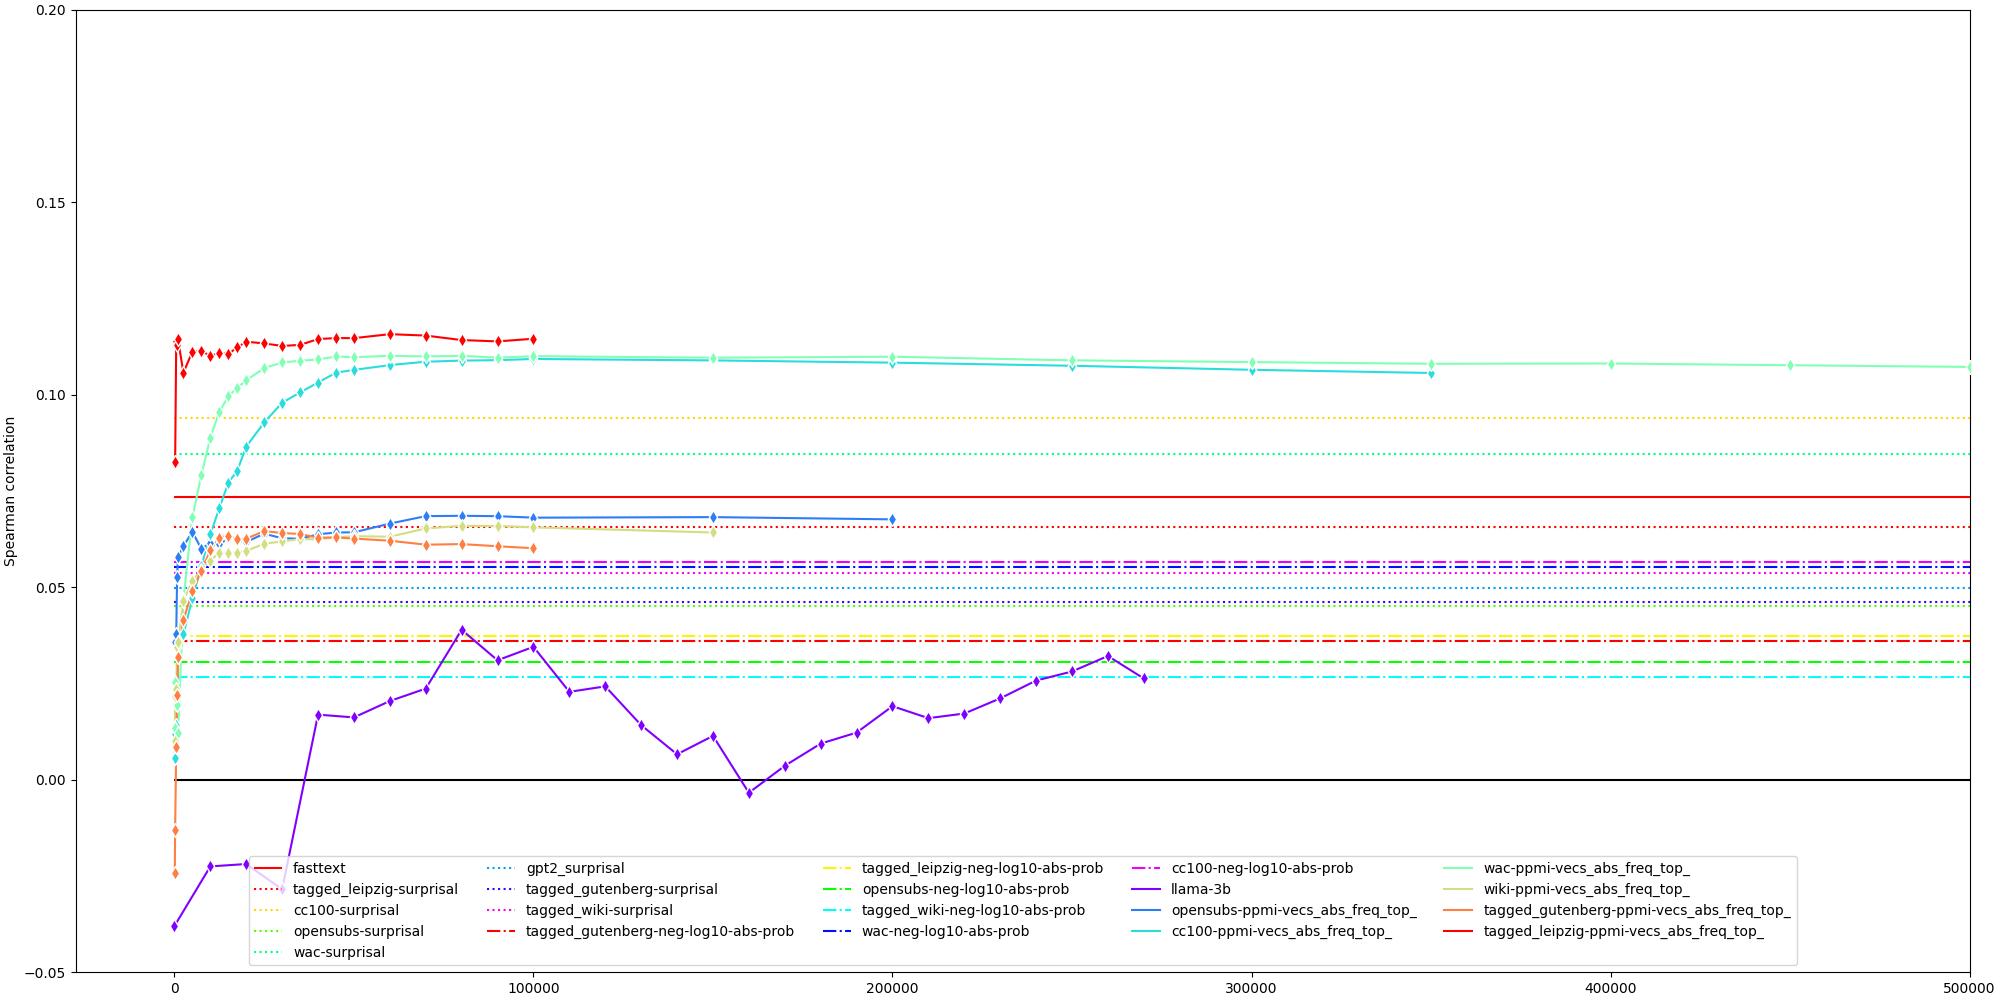 0.20
0.15
0.10
0.05
0.00
−0.05
Spearman correlation
fasttext
tagged_leipzig-surprisal
cc100-surprisal
opensubs-surprisal
wac-surprisal
gpt2_surprisal
tagged_gutenberg-surprisal
tagged_wiki-surprisal
tagged_gutenberg-neg-log10-abs-prob
tagged_leipzig-neg-log10-abs-prob
opensubs-neg-log10-abs-prob
tagged_wiki-neg-log10-abs-prob
wac-neg-log10-abs-prob
cc100-neg-log10-abs-prob
llama-3b
opensubs-ppmi-vecs_abs_freq_top_
cc100-ppmi-vecs_abs_freq_top_
wac-ppmi-vecs_abs_freq_top_
wiki-ppmi-vecs_abs_freq_top_
tagged_gutenberg-ppmi-vecs_abs_freq_top_
tagged_leipzig-ppmi-vecs_abs_freq_top_
0 100000 200000 300000 400000 500000